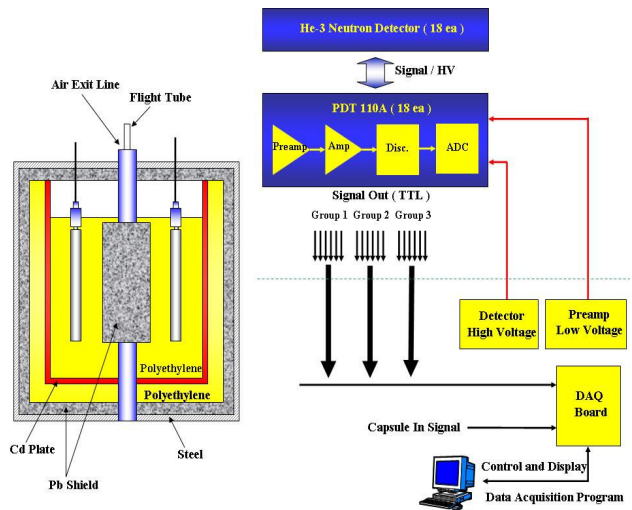 He-3 Neutron Detector ( 18 ea )
Air Exit Line
Flight Tube
Signal / HV
PDT 110A ( 18 ea )
Preamp
Amp
Disc.
ADC
Signal Out ( TTL )
Group 1
Group 2
Group 3
Detector
High Voltage
Preamp
Low Voltage
Polyethylene
Polyethylene
Cd Plate
Pb Shield
Steel
DAQ
Board
Capsule In Signal
Control and Display
Data Acquisition Program